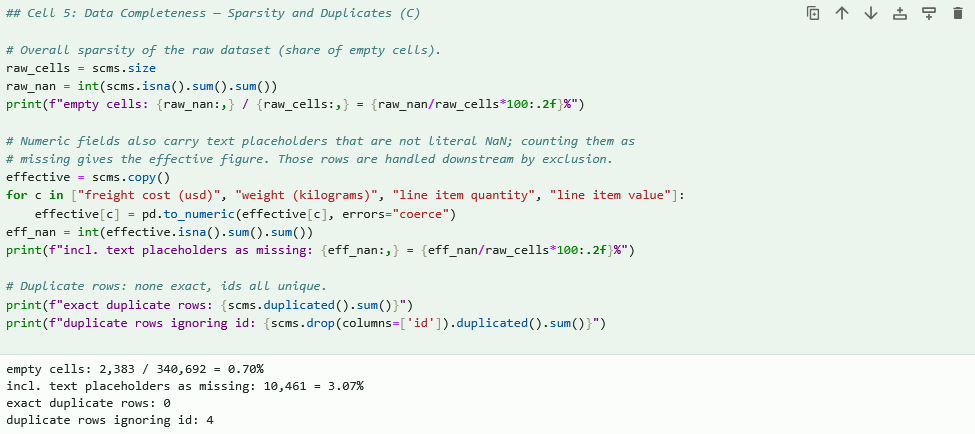 ## Cell 5: Data Completeness — Sparsity and Duplicates (C)
# Overall sparsity of the raw dataset (share of empty cells).
raw_cells = scms.size
raw_nan = int(scms.isna().sum().sum())
print(f"empty cells: {raw_nan:,} / {raw_cells:,} = {raw_nan/raw_cells*100:.2f}%")
# Numeric fields also carry text placeholders that are not literal NaN; counting them as
# missing gives the effective figure. Those rows are handled downstream by exclusion.
effective = scms.copy()
for c in ["freight cost (usd)", "weight (kilograms)", "line item quantity", "line item value"]:
    effective[c] = pd.to_numeric(effective[c], errors="coerce")
eff_nan = int(effective.isna().sum().sum())
print(f"incl. text placeholders as missing: {eff_nan:,} = {eff_nan/raw_cells*100:.2f}%")
# Duplicate rows: none exact, ids all unique.
print(f"exact duplicate rows: {scms.duplicated().sum()}")
print(f"duplicate rows ignoring id: {scms.drop(columns=['id']).duplicated().sum()}")
empty cells: 2,383 / 340,692 = 0.70%
incl. text placeholders as missing: 10,461 = 3.07%
exact duplicate rows: 0
duplicate rows ignoring id: 4